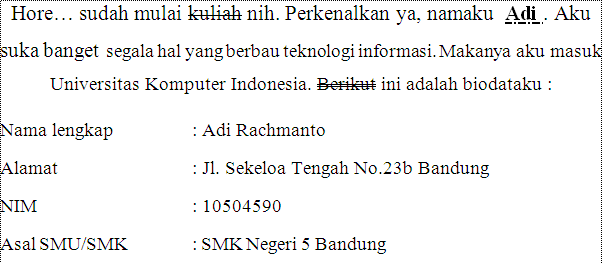 Hore… sudah mulai kuliah nih. Perkenalkan ya, namaku Adi . Aku
suka banget segala hal yang berbau teknologi informasi. Makanya aku masuk
Universitas Komputer Indonesia. Berikut ini adalah biodataku :
Nama lengkap : Adi Rachmanto
Alamat : Jl. Sekeloa Tengah No.23b Bandung
NIM : 10504590
Asal SMU/SMK : SMK Negeri 5 Bandung